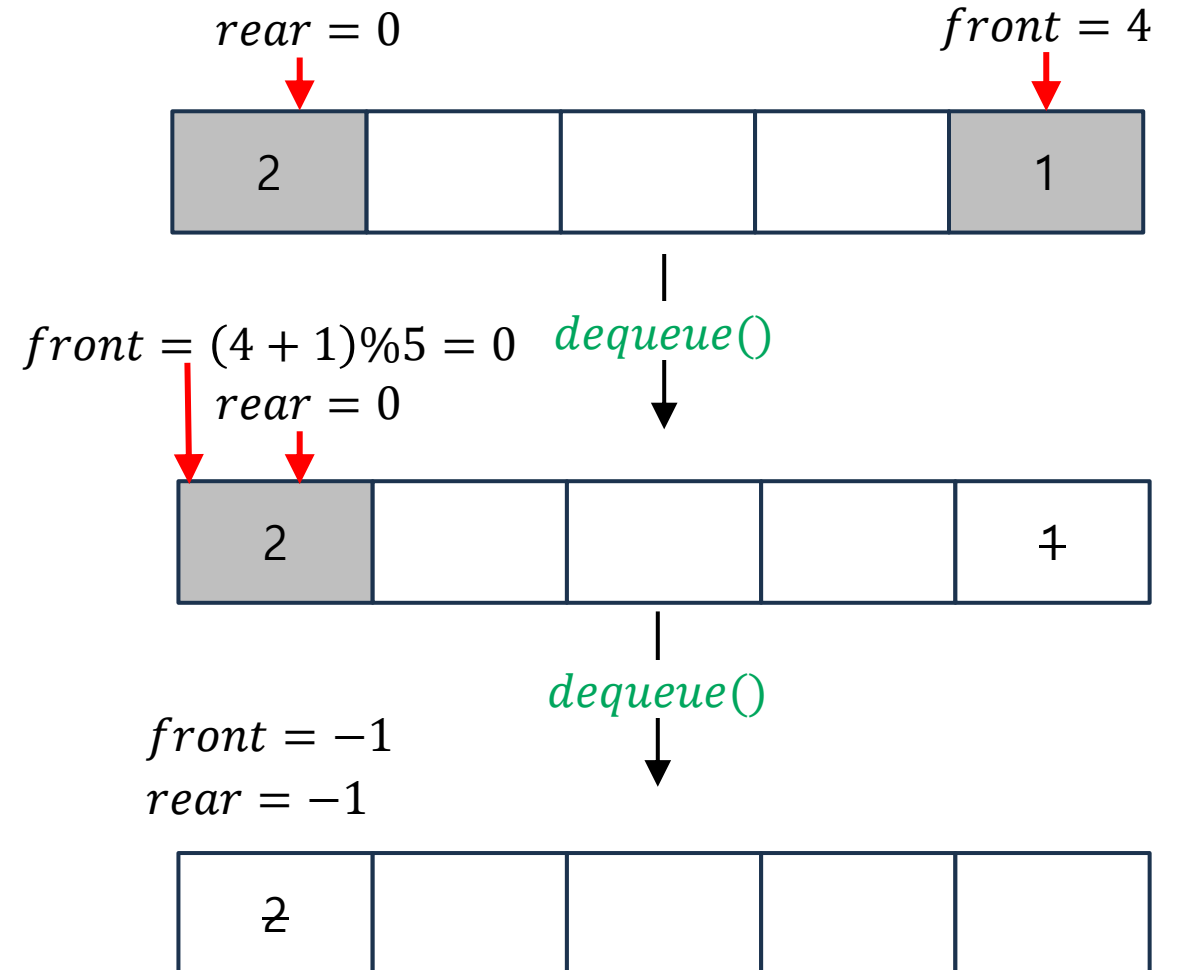 rear = 0
front = 4
2 1
front = (4 + 1)%5 = 0
dequeue()
rear = 0
2 1
dequeue()
front = −1
rear = −1
2